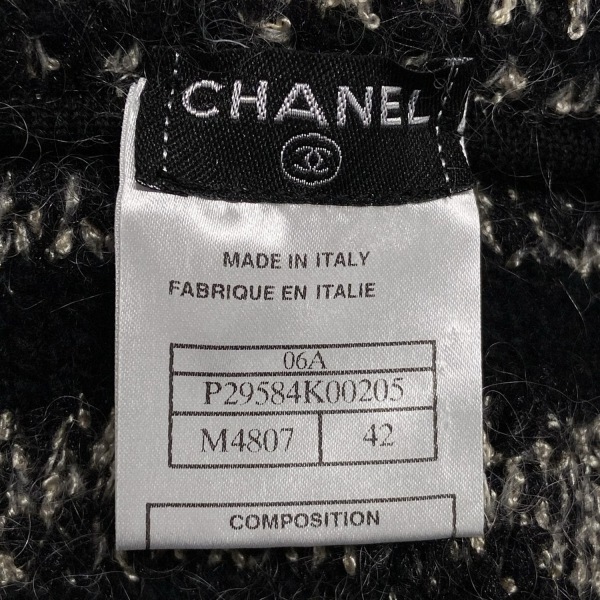 CHANEL
MADE IN ITALY
FABRIQUE EN ITALIE
06A
P29584K00205
M4807 42
COMPOSITION